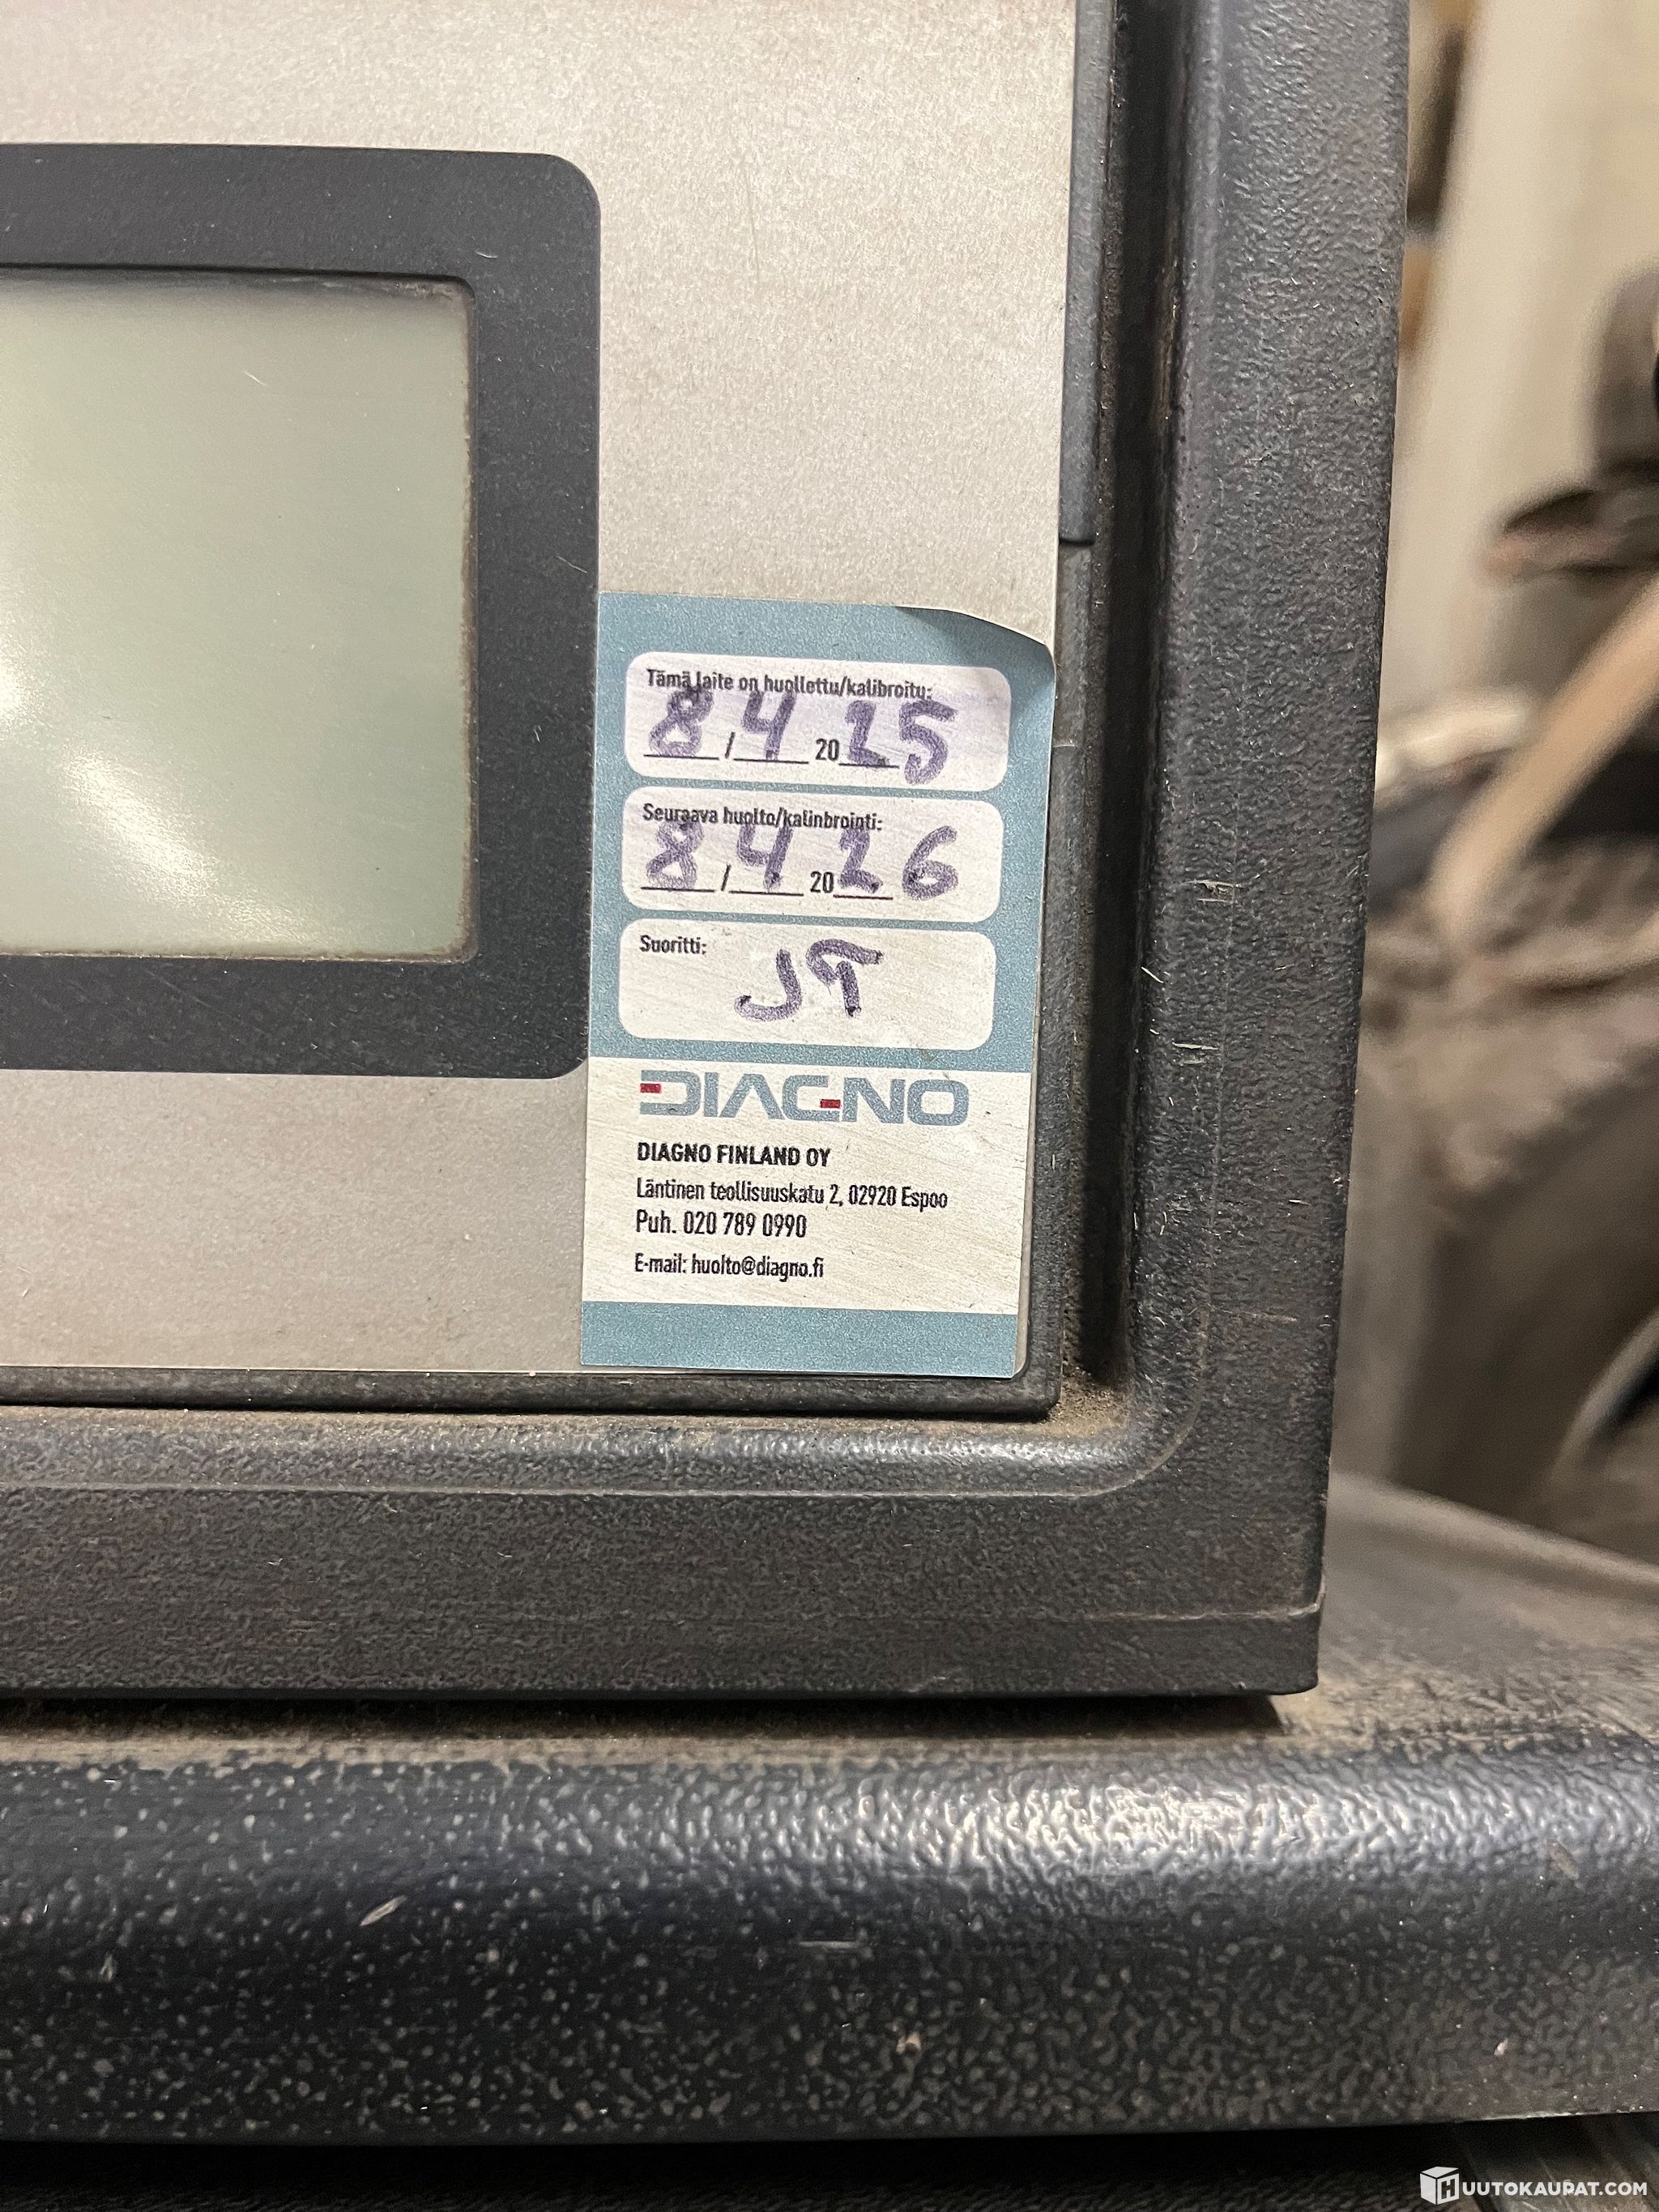 Tämä laite on huollettu/kalibroitu:
8/4 2025
Seuraava huolto/kalinbrointi:
8/4 2026
Suoritti:
DIAGNO
DIAGNO FINLAND OY
Läntinen teollisuuskatu 2, 02920 Espoo
Puh. 020 789 0990
E-mail: huolto@diagno.fi
HUUTOKAUPAT.COM